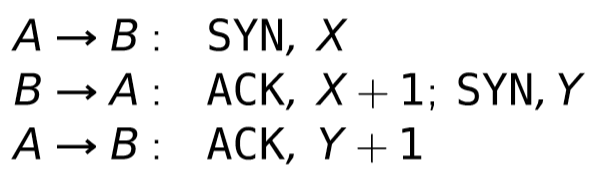 A → B : SYN, X
B → A : ACK, X + 1; SYN, Y
A → B : ACK, Y + 1